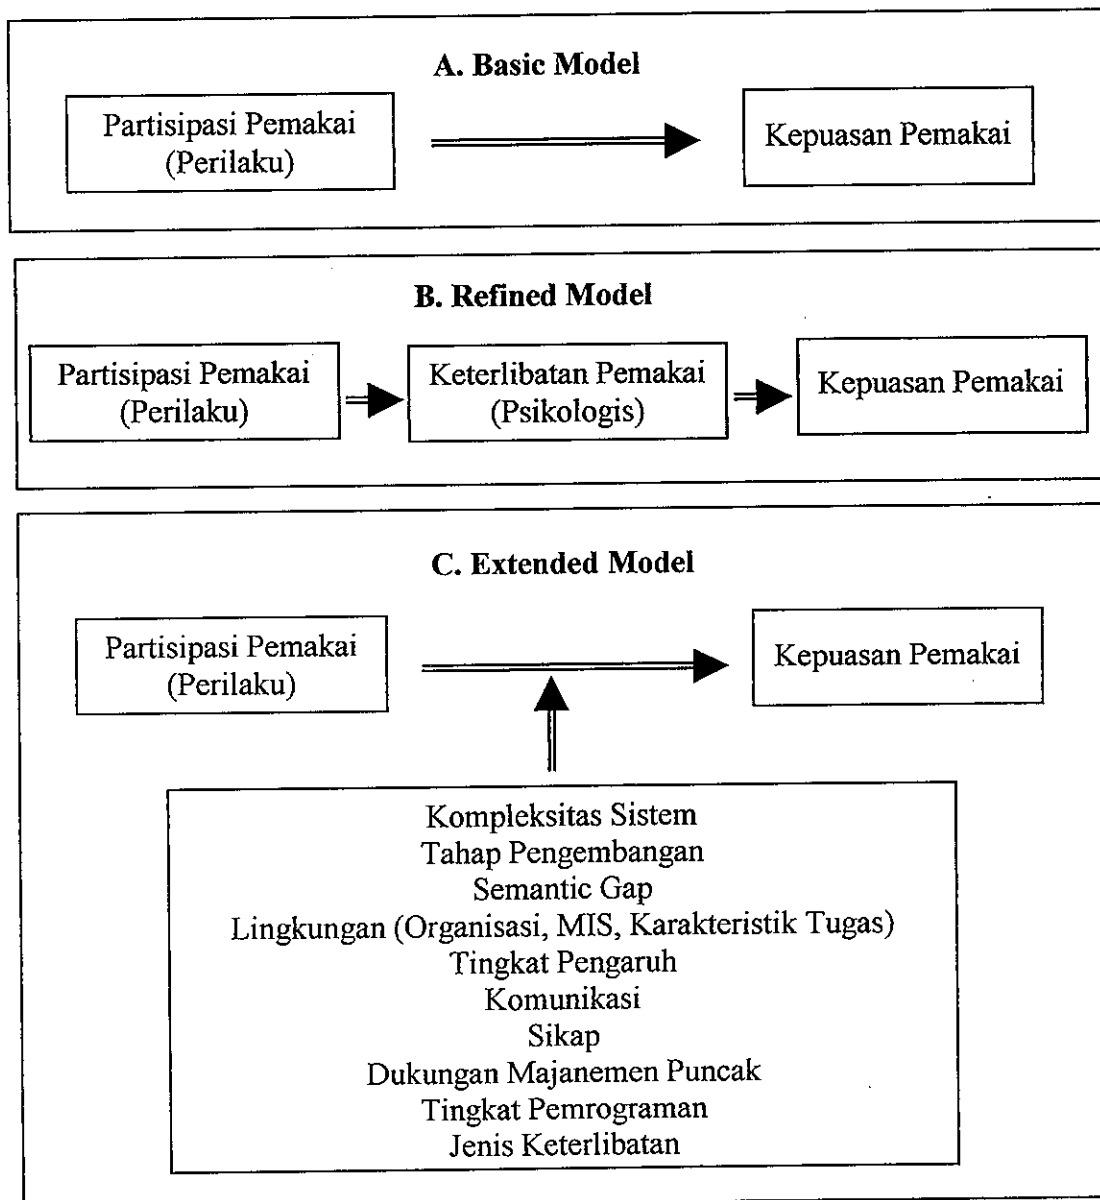 A. Basic Model
Partisipasi Pemakai
(Perilaku)
Kepuasan Pemakai
B. Refined Model
Partisipasi Pemakai
(Perilaku)
Keterlibatan Pemakai
(Psikologis)
Kepuasan Pemakai
C. Extended Model
Partisipasi Pemakai
(Perilaku)
Kepuasan Pemakai
Kompleksitas Sistem
Tahap Pengembangan
Semantic Gap
Lingkungan (Organisasi, MIS, Karakteristik Tugas)
Tingkat Pengaruh
Komunikasi
Sikap
Dukungan Majanemen Puncak
Tingkat Pemrograman
Jenis Keterlibatan